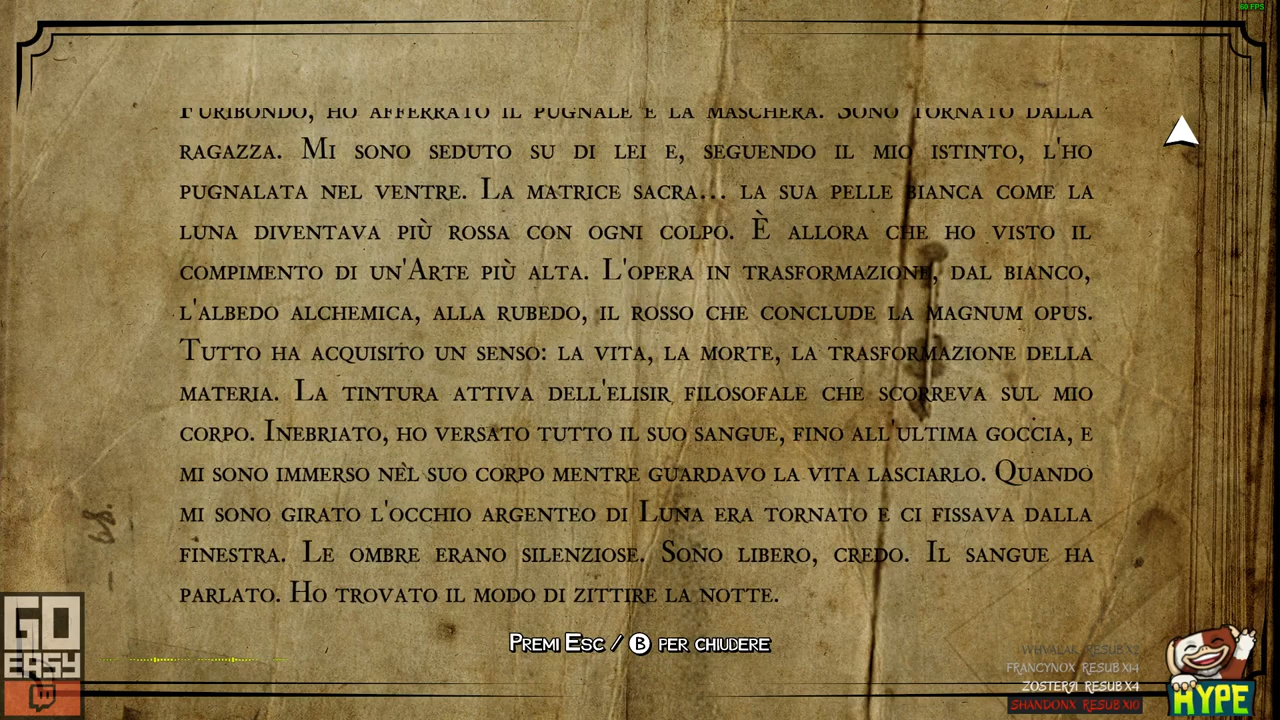 60 FPS
Furibondo, ho afferrato il pugnale e la maschera. Sono tornato dalla
ragazza. Mi sono seduto su di lei e, seguendo il mio istinto, l'ho
pugnalata nel ventre. La matrice sacra... la sua pelle bianca come la
luna diventava più rossa con ogni colpo. È allora che ho visto il
compimento di un'Arte più alta. L'opera in trasformazione, dal bianco,
l'albedo alchemica, alla rubedo, il rosso che conclude la magnum opus.
Tutto ha acquisito un senso: la vita, la morte, la trasformazione della
materia. La tintura attiva dell'elisir filosofale che scorreva sul mio
corpo. Inebriato, ho versato tutto il suo sangue, fino all'ultima goccia, e
mi sono immerso nel suo corpo mentre guardavo la vita lasciarlo. Quando
mi sono girato l'occhio argenteo di Luna era tornato e ci fissava dalla
finestra. Le ombre erano silenziose. Sono libero, credo. Il sangue ha
parlato. Ho trovato il modo di zittire la notte.
Premi Esc / B per chiudere
GO
EASY
WHVALAK RESUB X2
FRANCYNOX RESUB X14
ZOSTER91 RESUB X4
SHANDONX RESUB X10
HYPE